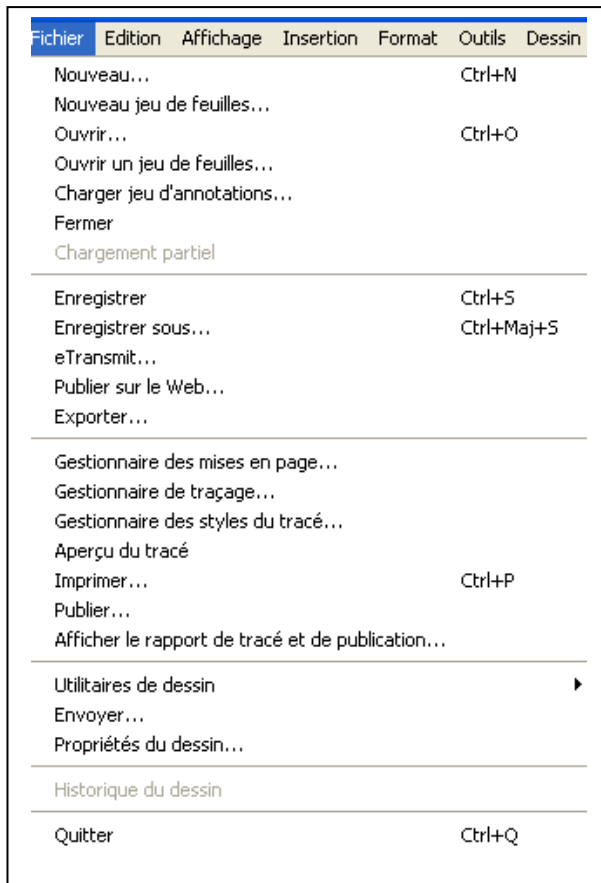 Fichier Edition Affichage Insertion Format Outils Dessin
Nouveau... Ctrl+N
Nouveau jeu de feuilles...
Ouvrir... Ctrl+O
Ouvrir un jeu de feuilles...
Charger jeu d'annotations...
Fermer
Chargement partiel
Enregistrer Ctrl+S
Enregistrer sous... Ctrl+Maj+S
eTransmit...
Publier sur le Web...
Exporter...
Gestionnaire des mises en page...
Gestionnaire de traçage...
Gestionnaire des styles du tracé...
Aperçu du tracé
Imprimer... Ctrl+P
Publier...
Afficher le rapport de tracé et de publication...
Utilitaires de dessin
Envoyer...
Propriétés du dessin...
Historique du dessin
Quitter Ctrl+Q